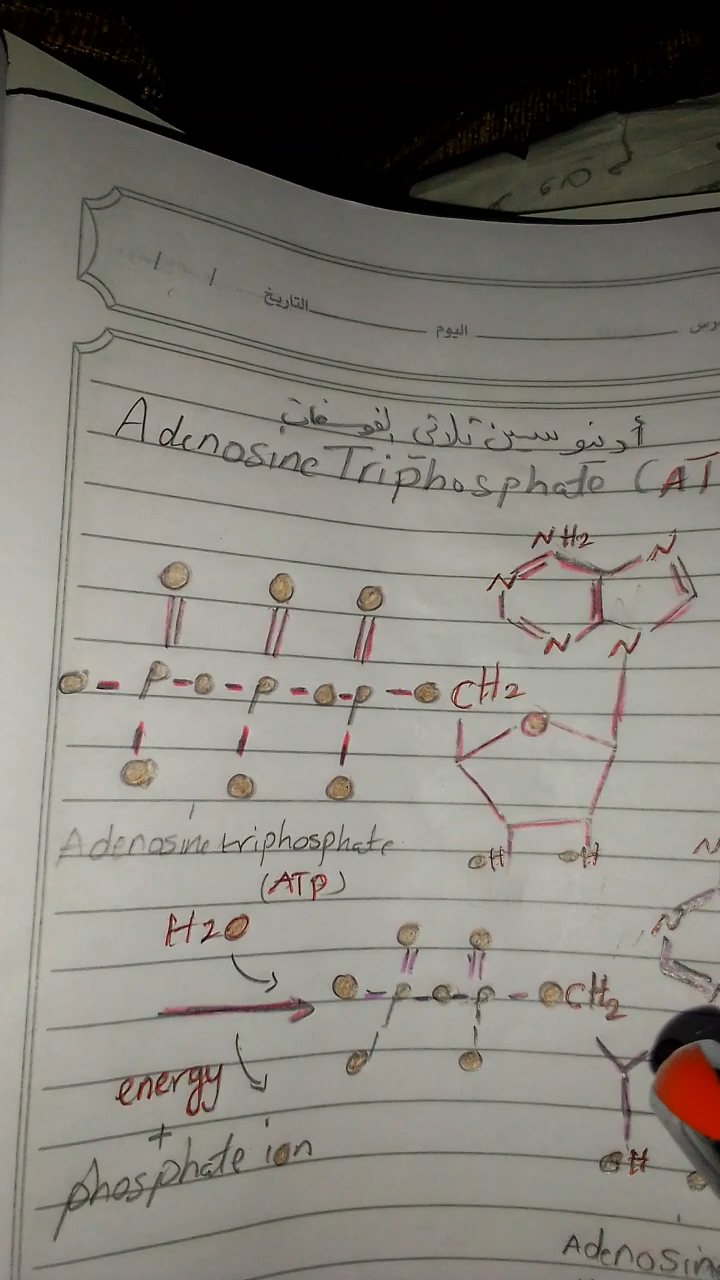 التاريخ
اليوم
أدينوسين ثلاثي الفوسفات
Adenosine Triphosphate (AT
NH2
N
N
N
N
O-P-O-P-O-P-O CH2
OH OH
Adenosine triphosphate
(ATP)
H2O
N
O-P-O-P-OCH2
energy
+
phosphate ion
OH
Adenosin